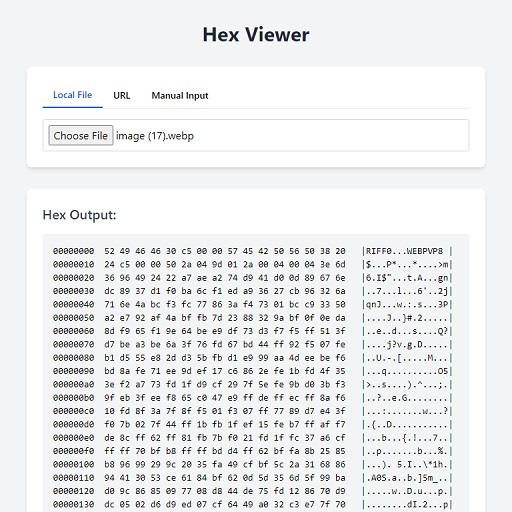 Hex Viewer
Local File URL Manual Input
Choose File image (17).webp
Hex Output:
00000000 52 49 46 46 30 c5 00 00 57 45 42 50 56 50 38 20 |RIFF0...WEBPVP8 |
00000010 24 c5 00 00 50 2a 04 9d 01 2a 00 04 00 04 3e 6d |$...P*...*....>m|
00000020 36 96 49 24 22 a7 ae a2 74 d9 41 d0 0d 89 67 6e |6.I$"...t.A...gn|
00000030 dc 89 37 d1 f0 ba 6c f1 ed a9 36 27 cb 96 32 6a |..7...l...6'..2j|
00000040 71 6e 4a bc f3 fc 77 86 3a f4 73 01 bc c9 33 50 |qnJ...w.:.s...3P|
00000050 a2 e7 92 af 4a bf fb 7d 23 88 32 9a bf 0f 0e da |....J..}#.2.....|
00000060 8d f9 65 f1 9e 64 be e9 df 73 d3 f7 f5 ff 51 3f |..e..d...s....Q?|
00000070 d7 be a3 be 6a 3f 76 fd 67 bd 44 ff 92 f5 07 fe |....j?v.g.D.....|
00000080 b1 d5 55 e8 2d d3 5b fb d1 e9 99 aa 4d ee be f6 |..U.-.[.....M...|
00000090 bd 8a fe 71 ee 9d ef 17 c6 86 2e fe 1b fd 4f 35 |...q..........O5|
000000a0 3e f2 a7 73 fd 1f d9 cf 29 7f 5e fe 9b d0 3b f3 |>..s....).^...;.|
000000b0 9f eb 3f ee f8 65 c0 47 e9 ff de ff ec ff 8a f6 |..?..e.G........|
000000c0 10 fd 8f 3a 7f 8f f5 01 f3 07 ff 77 89 d7 e4 3f |...:.......w...?|
000000d0 f0 7b 02 7f 44 ff 1b fb 1f ef 15 fe b7 ff af f7 |.{..D...........|
000000e0 de 8c ff 62 ff 81 fb 7b f0 21 fd 1f fc 37 a6 cf |...b...{.!...7..|
000000f0 ff ff 70 bf b8 ff ff bd d4 ff 62 bf fa 8b 25 85 |..p.......b...%.|
00000100 b8 96 99 29 9c 20 35 fa 49 cf bf 5c 2a 31 68 86 |...). 5.I..\*1h.|
00000110 94 41 30 53 ce 61 84 bf 62 0d 5d 35 6d 5f 99 ba |.A0S.a..b.]5m_..|
00000120 d0 9c 86 85 09 77 08 d8 44 de 75 fd 12 86 70 d9 |.....w..D.u...p.|
00000130 dc 05 02 d6 d9 ed 07 cf 64 49 a0 32 c3 e7 7f 70 |........dI.2...p|